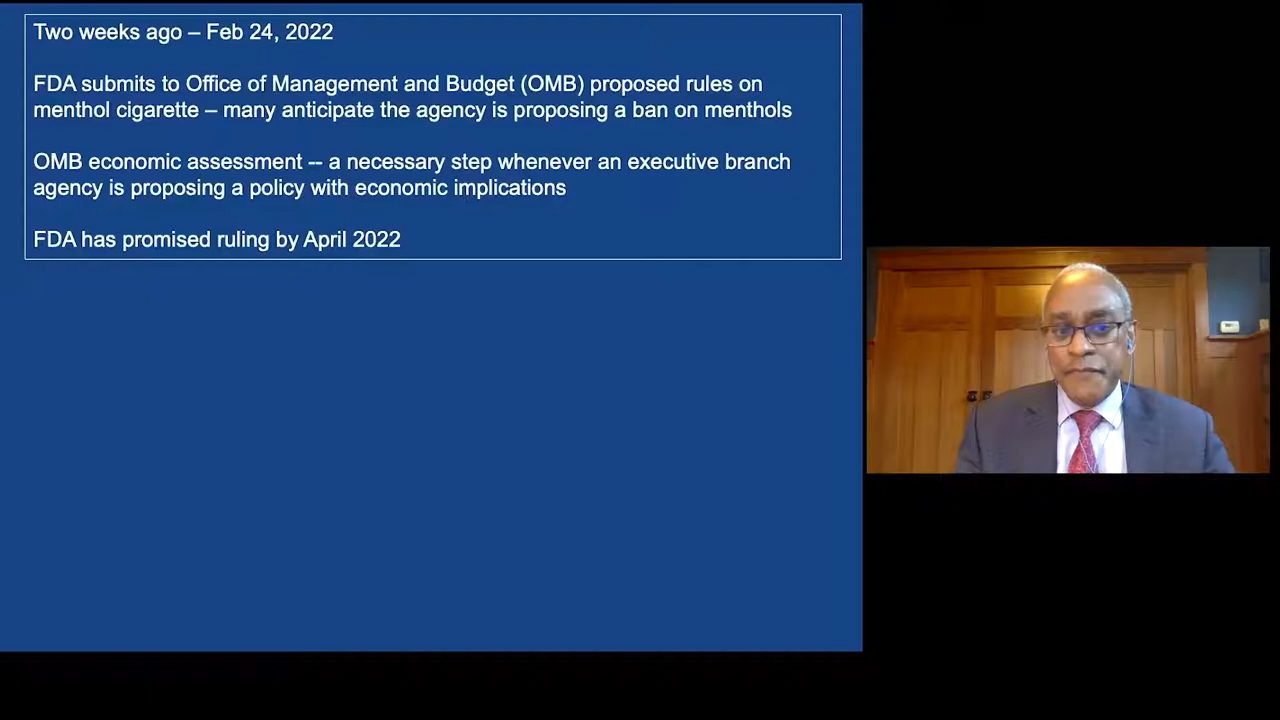 Two weeks ago – Feb 24, 2022
FDA submits to Office of Management and Budget (OMB) proposed rules on
menthol cigarette – many anticipate the agency is proposing a ban on menthols
OMB economic assessment -- a necessary step whenever an executive branch
agency is proposing a policy with economic implications
FDA has promised ruling by April 2022